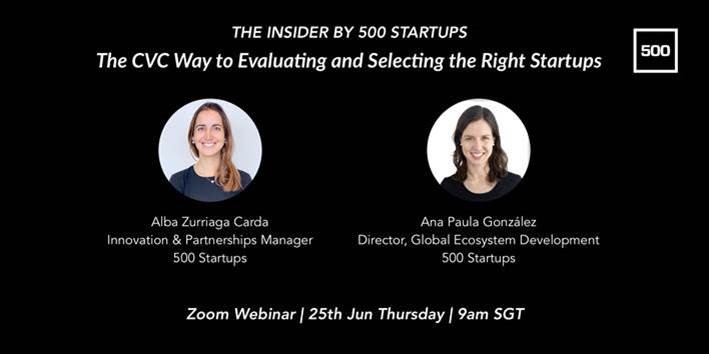 THE INSIDER BY 500 STARTUPS
The CVC Way to Evaluating and Selecting the Right Startups
500
Alba Zurriaga Carda
Innovation & Partnerships Manager
500 Startups
Ana Paula González
Director, Global Ecosystem Development
500 Startups
Zoom Webinar | 25th Jun Thursday | 9am SGT